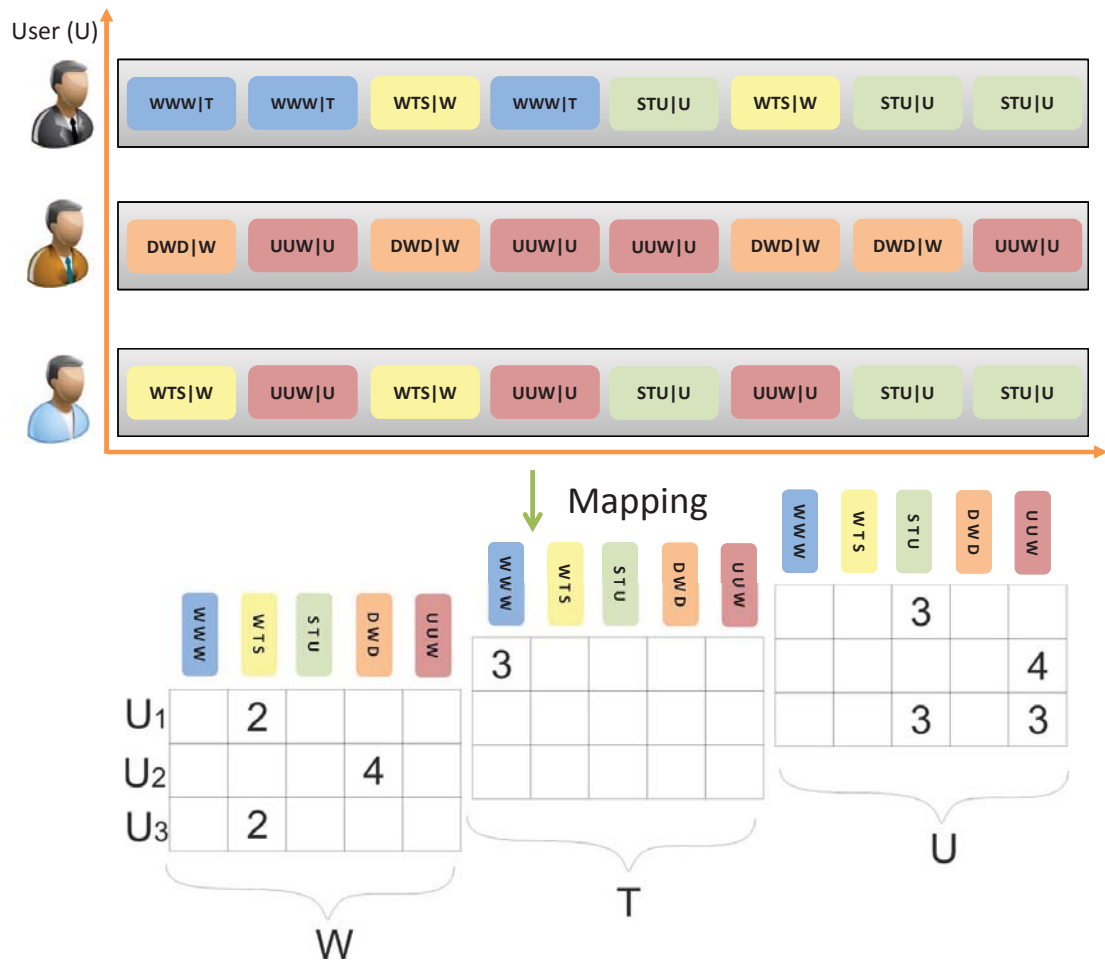 User (U)
WWW|T WWW|T WTS|W WWW|T STU|U WTS|W STU|U STU|U
DWD|W UUW|U DWD|W UUW|U UUW|U DWD|W DWD|W UUW|U
WTS|W UUW|U WTS|W UUW|U STU|U UUW|U STU|U STU|U
Mapping
WWW WTS STU DWD UUW
WWW WTS STU DWD UUW
WWW WTS STU DWD UUW
3
3
4
3 3
U1 2
U2 4
U3 2
U
T
W